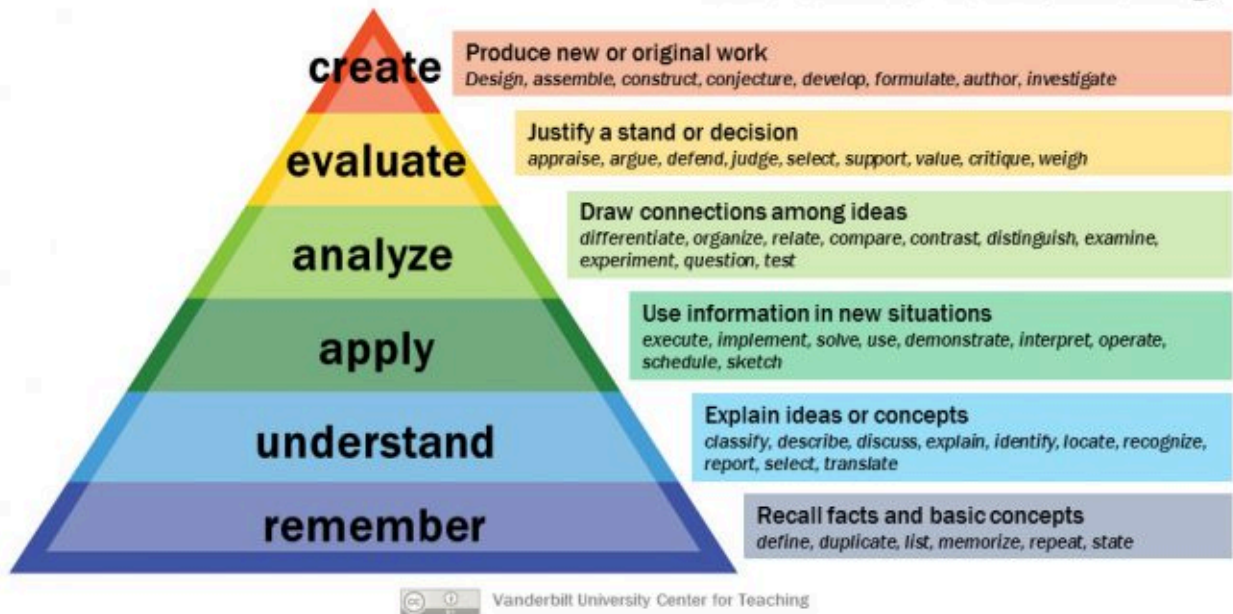 create
Produce new or original work
Design, assemble, construct, conjecture, develop, formulate, author, investigate
evaluate
Justify a stand or decision
appraise, argue, defend, judge, select, support, value, critique, weigh
analyze
Draw connections among ideas
differentiate, organize, relate, compare, contrast, distinguish, examine,
experiment, question, test
apply
Use information in new situations
execute, implement, solve, use, demonstrate, interpret, operate,
schedule, sketch
understand
Explain ideas or concepts
classify, describe, discuss, explain, identify, locate, recognize,
report, select, translate
remember
Recall facts and basic concepts
define, duplicate, list, memorize, repeat, state
cc
Vanderbilt University Center for Teaching